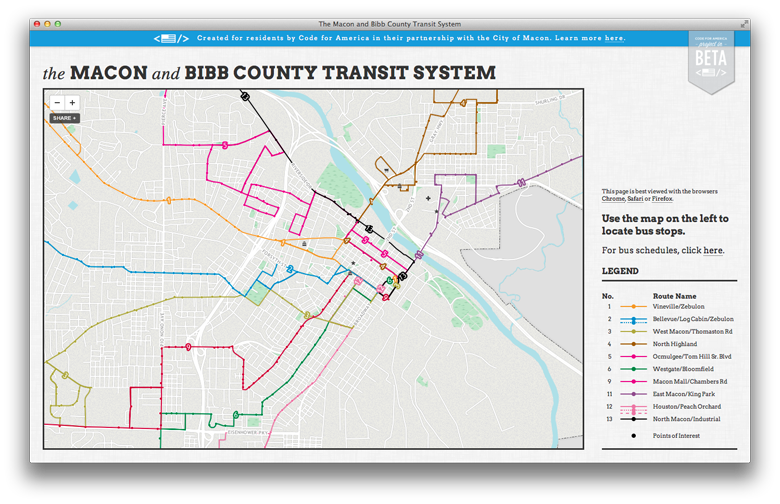 The Macon and Bibb County Transit System
</> Created for residents by Code for America in their partnership with the City of Macon. Learn more here.
CODE FOR AMERICA
project in
BETA
</>
the MACON and BIBB COUNTY TRANSIT SYSTEM
− +
SHARE +
SHURLING DR
EISENHOWER PKWY
This page is best viewed with the browsers
Chrome, Safari or Firefox.
Use the map on the left to
locate bus stops.
For bus schedules, click here.
LEGEND
No. Route Name
1 Vineville/Zebulon
2 Bellevue/Log Cabin/Zebulon
3 West Macon/Thomaston Rd
4 North Highland
5 Ocmulgee/Tom Hill Sr. Blvd
6 Westgate/Bloomfield
9 Macon Mall/Chambers Rd
11 East Macon/King Park
12 Houston/Peach Orchard
13 North Macon/Industrial
Points of Interest